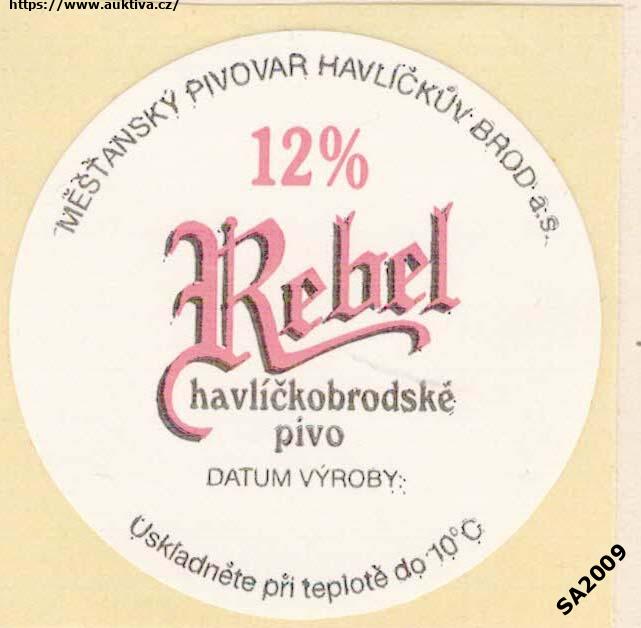 https://www.auktiva.cz/
MĚŠŤANSKÝ PIVOVAR HAVLÍČKŮV BROD a.s.
12%
Rebel
havlíčkobrodské
pivo
DATUM VÝROBY:
Uskladněte při teplotě do 10°C
SA2009